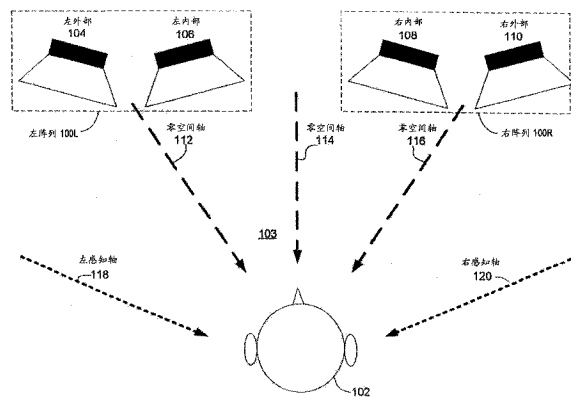 左外部
104
左内部
106
右内部
108
右外部
110
左阵列 100L
零空间轴
112
零空间轴
114
零空间轴
116
右阵列 100R
103
左感知轴
118
右感知轴
120
102